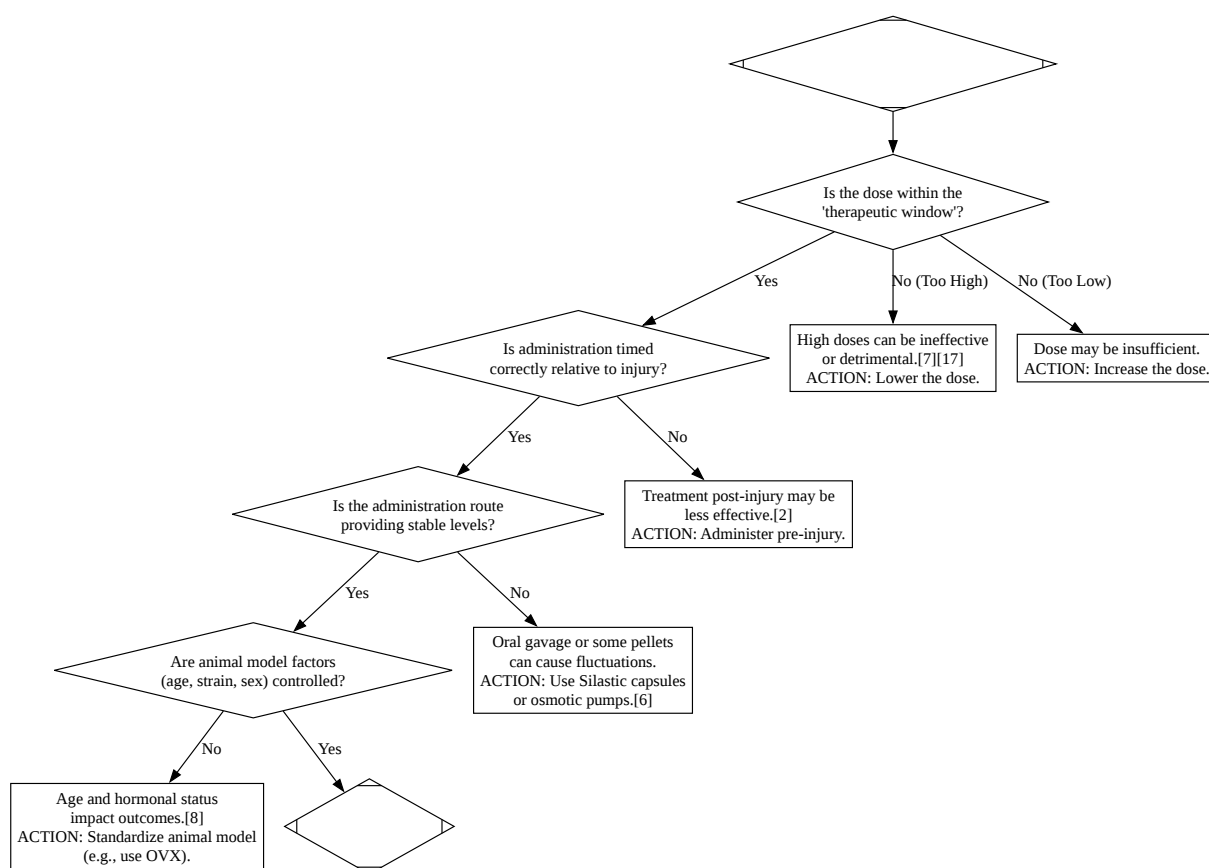 Is the dose within the
'therapeutic window'?
Yes
No (Too High)
No (Too Low)
Is administration timed
correctly relative to injury?
High doses can be ineffective
or detrimental.[7][17]
ACTION: Lower the dose.
Dose may be insufficient.
ACTION: Increase the dose.
Yes
No
Is the administration route
providing stable levels?
Treatment post-injury may be
less effective.[2]
ACTION: Administer pre-injury.
Yes
No
Are animal model factors
(age, strain, sex) controlled?
Oral gavage or some pellets
can cause fluctuations.
ACTION: Use Silastic capsules
or osmotic pumps.[6]
No
Yes
Age and hormonal status
impact outcomes.[8]
ACTION: Standardize animal model
(e.g., use OVX).